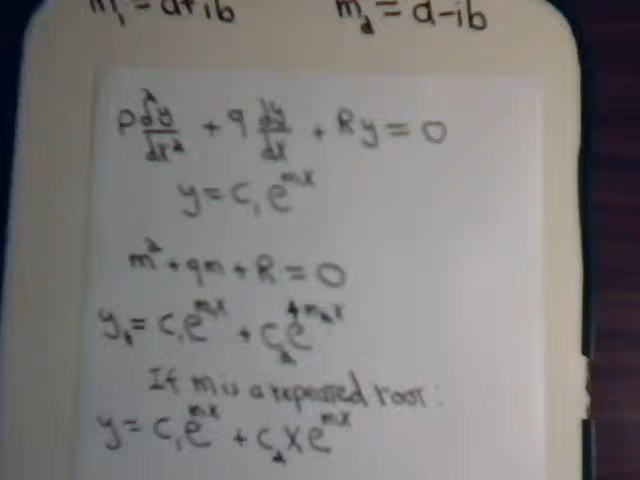 m₁ = a+ib m₂ = a-ib
P d²y/dx² + q dy/dx + Ry = 0
y = c₁e^mx
m² + qm + R = 0
y₁ = c₁e^m₁x + c₂e^+m₂x
If m is a repeated root:
y = c₁e^mx + c₂xe^mx